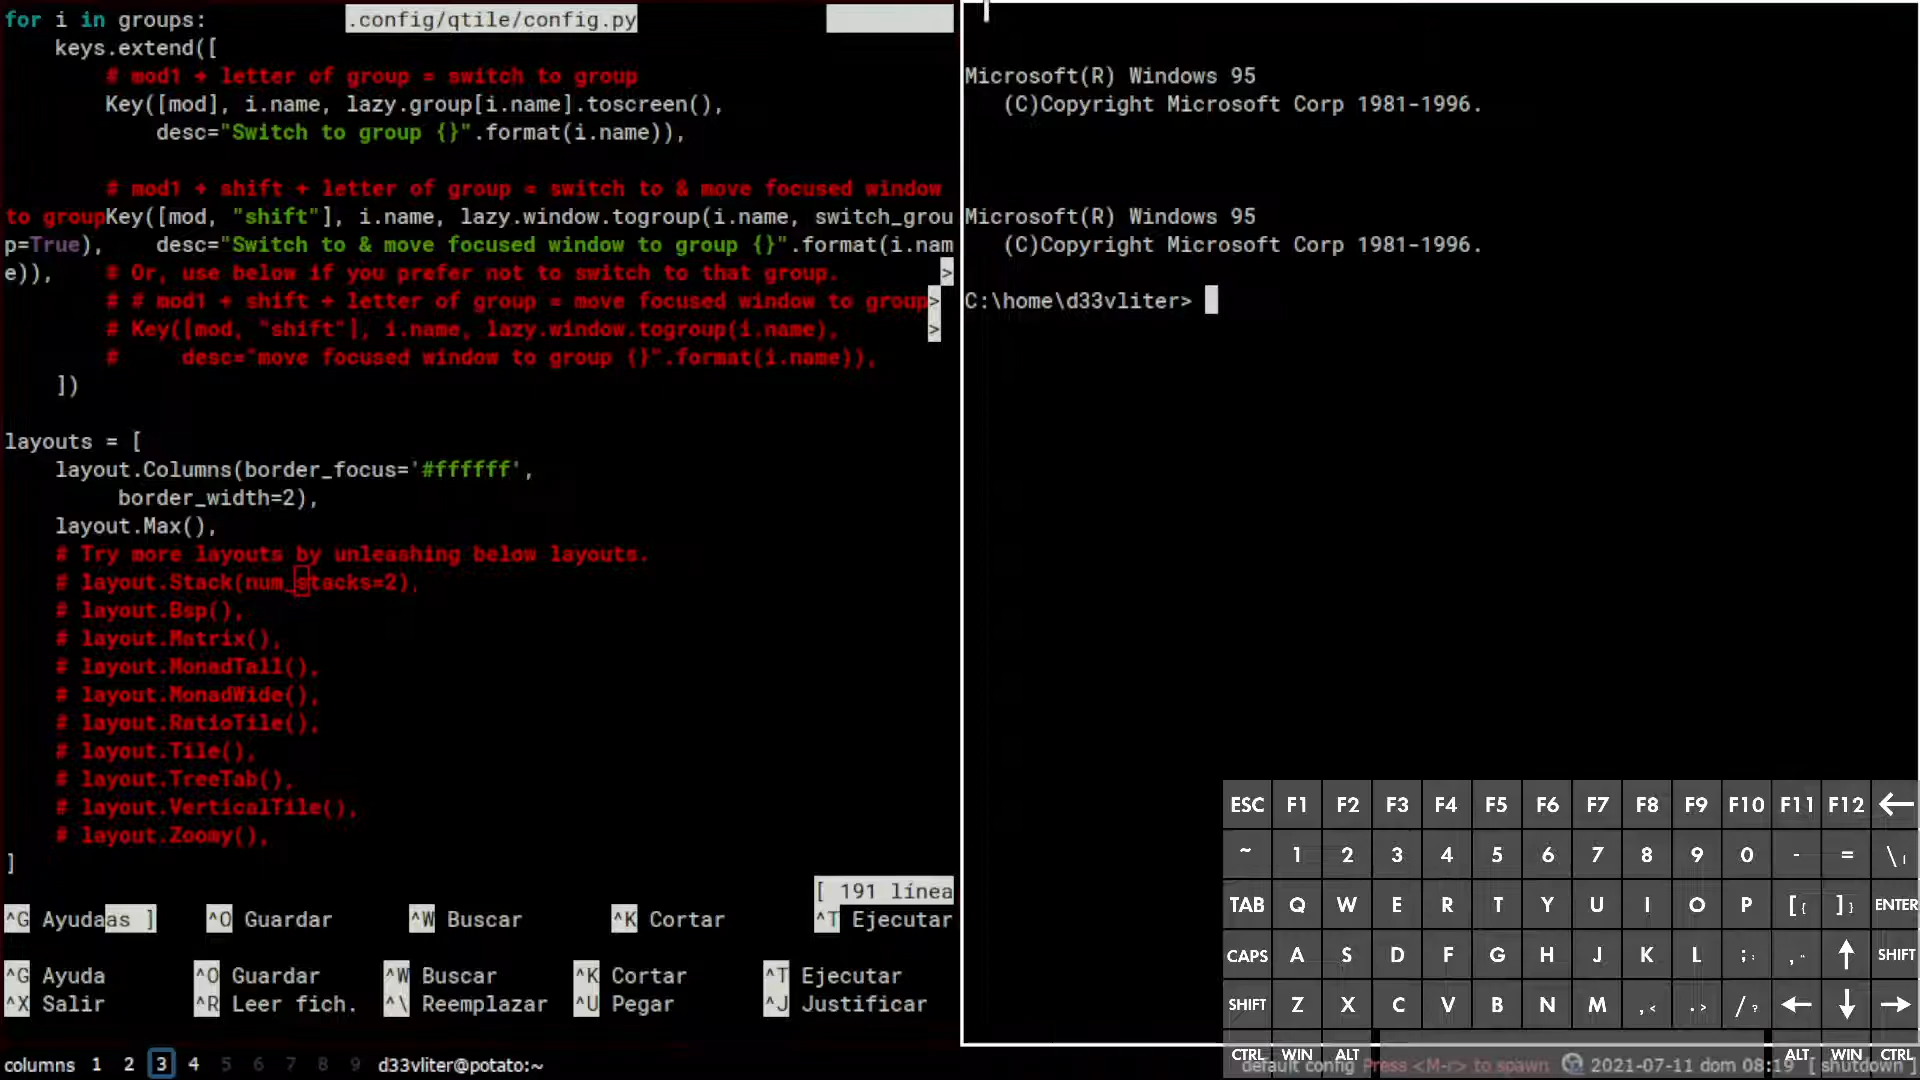 for i in groups: .config/qtile/config.py
keys.extend([
# mod1 + letter of group = switch to group
Key([mod], i.name, lazy.group[i.name].toscreen(),
desc="Switch to group {}".format(i.name)),
# mod1 + shift + letter of group = switch to & move focused window
to groupKey([mod, "shift"], i.name, lazy.window.togroup(i.name, switch_grou
p=True), desc="Switch to & move focused window to group {}".format(i.nam
e)), # Or, use below if you prefer not to switch to that group. >
# # mod1 + shift + letter of group = move focused window to group>
# Key([mod, "shift"], i.name, lazy.window.togroup(i.name), >
# desc="move focused window to group {}".format(i.name)),
])
layouts = [
layout.Columns(border_focus='#ffffff',
border_width=2),
layout.Max(),
# Try more layouts by unleashing below layouts.
# layout.Stack(num_stacks=2),
# layout.Bsp(),
# layout.Matrix(),
# layout.MonadTall(),
# layout.MonadWide(),
# layout.RatioTile(),
# layout.Tile(),
# layout.TreeTab(),
# layout.VerticalTile(),
# layout.Zoomy(),
]
[ 191 línea
^G Ayudaas ] ^O Guardar ^W Buscar ^K Cortar ^T Ejecutar
^G Ayuda ^O Guardar ^W Buscar ^K Cortar ^T Ejecutar
^X Salir ^R Leer fich. ^\ Reemplazar ^U Pegar ^J Justificar
Microsoft(R) Windows 95
(C)Copyright Microsoft Corp 1981-1996.
Microsoft(R) Windows 95
(C)Copyright Microsoft Corp 1981-1996.
C:\home\d33vliter>
ESC F1 F2 F3 F4 F5 F6 F7 F8 F9 F10 F11 F12 ←
~ 1 2 3 4 5 6 7 8 9 0 - = \|
TAB Q W E R T Y U I O P [{ ]} ENTER
CAPS A S D F G H J K L ;: ," ↑ SHIFT
SHIFT Z X C V B N M ,< .> /? ← ↓ →
CTRL WIN ALT ALT WIN CTRL
columns 1 2 3 4 5 6 7 8 9 d33vliter@potato:~ default config Press <M-r> to spawn 2021-07-11 dom 08:19 [ shutdown ]